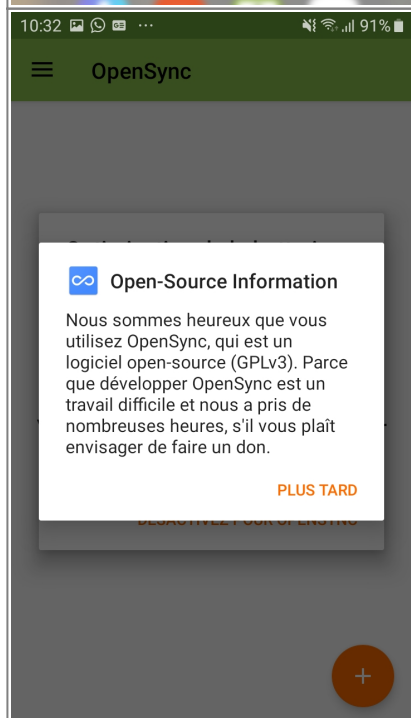 10:32
91%
OpenSync
Open-Source Information
Nous sommes heureux que vous
utilisez OpenSync, qui est un
logiciel open-source (GPLv3). Parce
que développer OpenSync est un
travail difficile et nous a pris de
nombreuses heures, s'il vous plaît
envisager de faire un don.
PLUS TARD